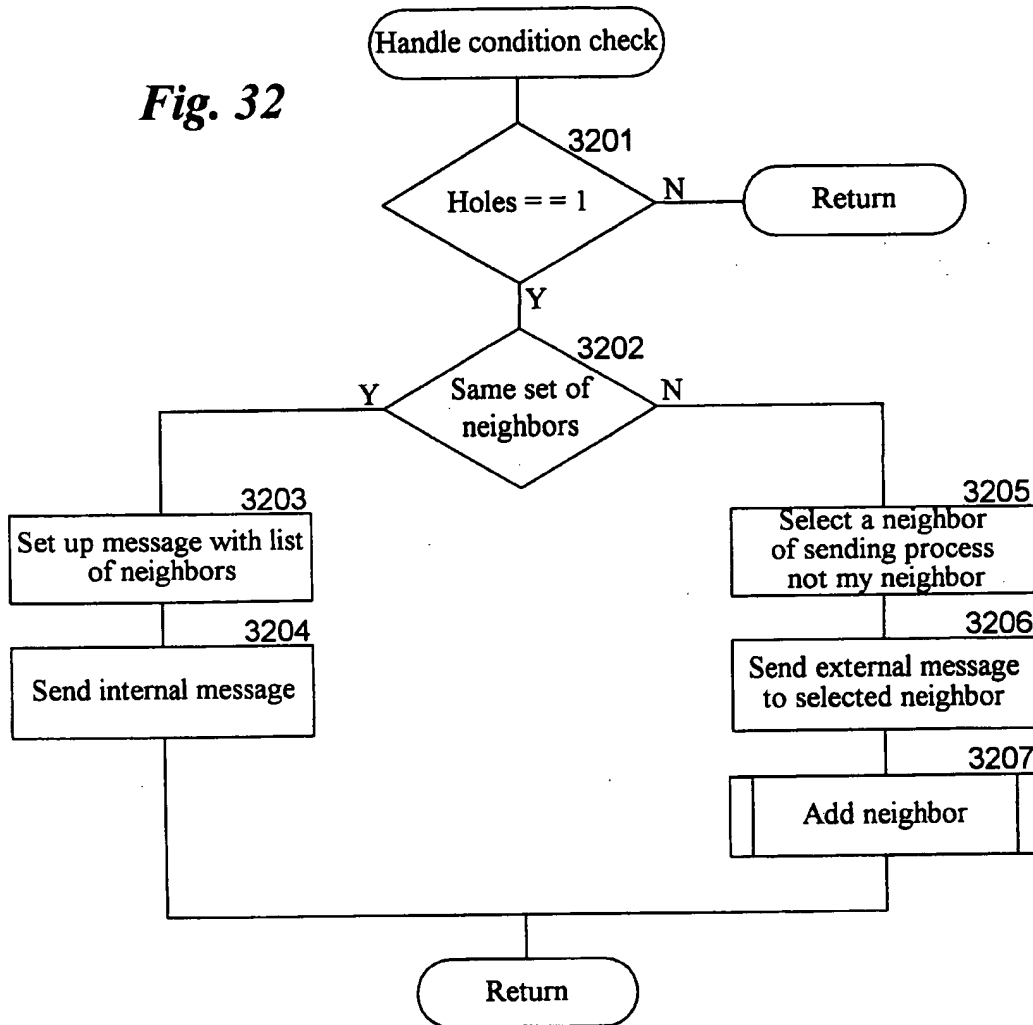 Handle condition check
Fig. 32
3201
Holes = = 1
N
Return
Y
3202
Y
Same set of
neighbors
N
3203
Set up message with list
of neighbors
3204
Send internal message
3205
Select a neighbor
of sending process
not my neighbor
3206
Send external message
to selected neighbor
3207
Add neighbor
Return